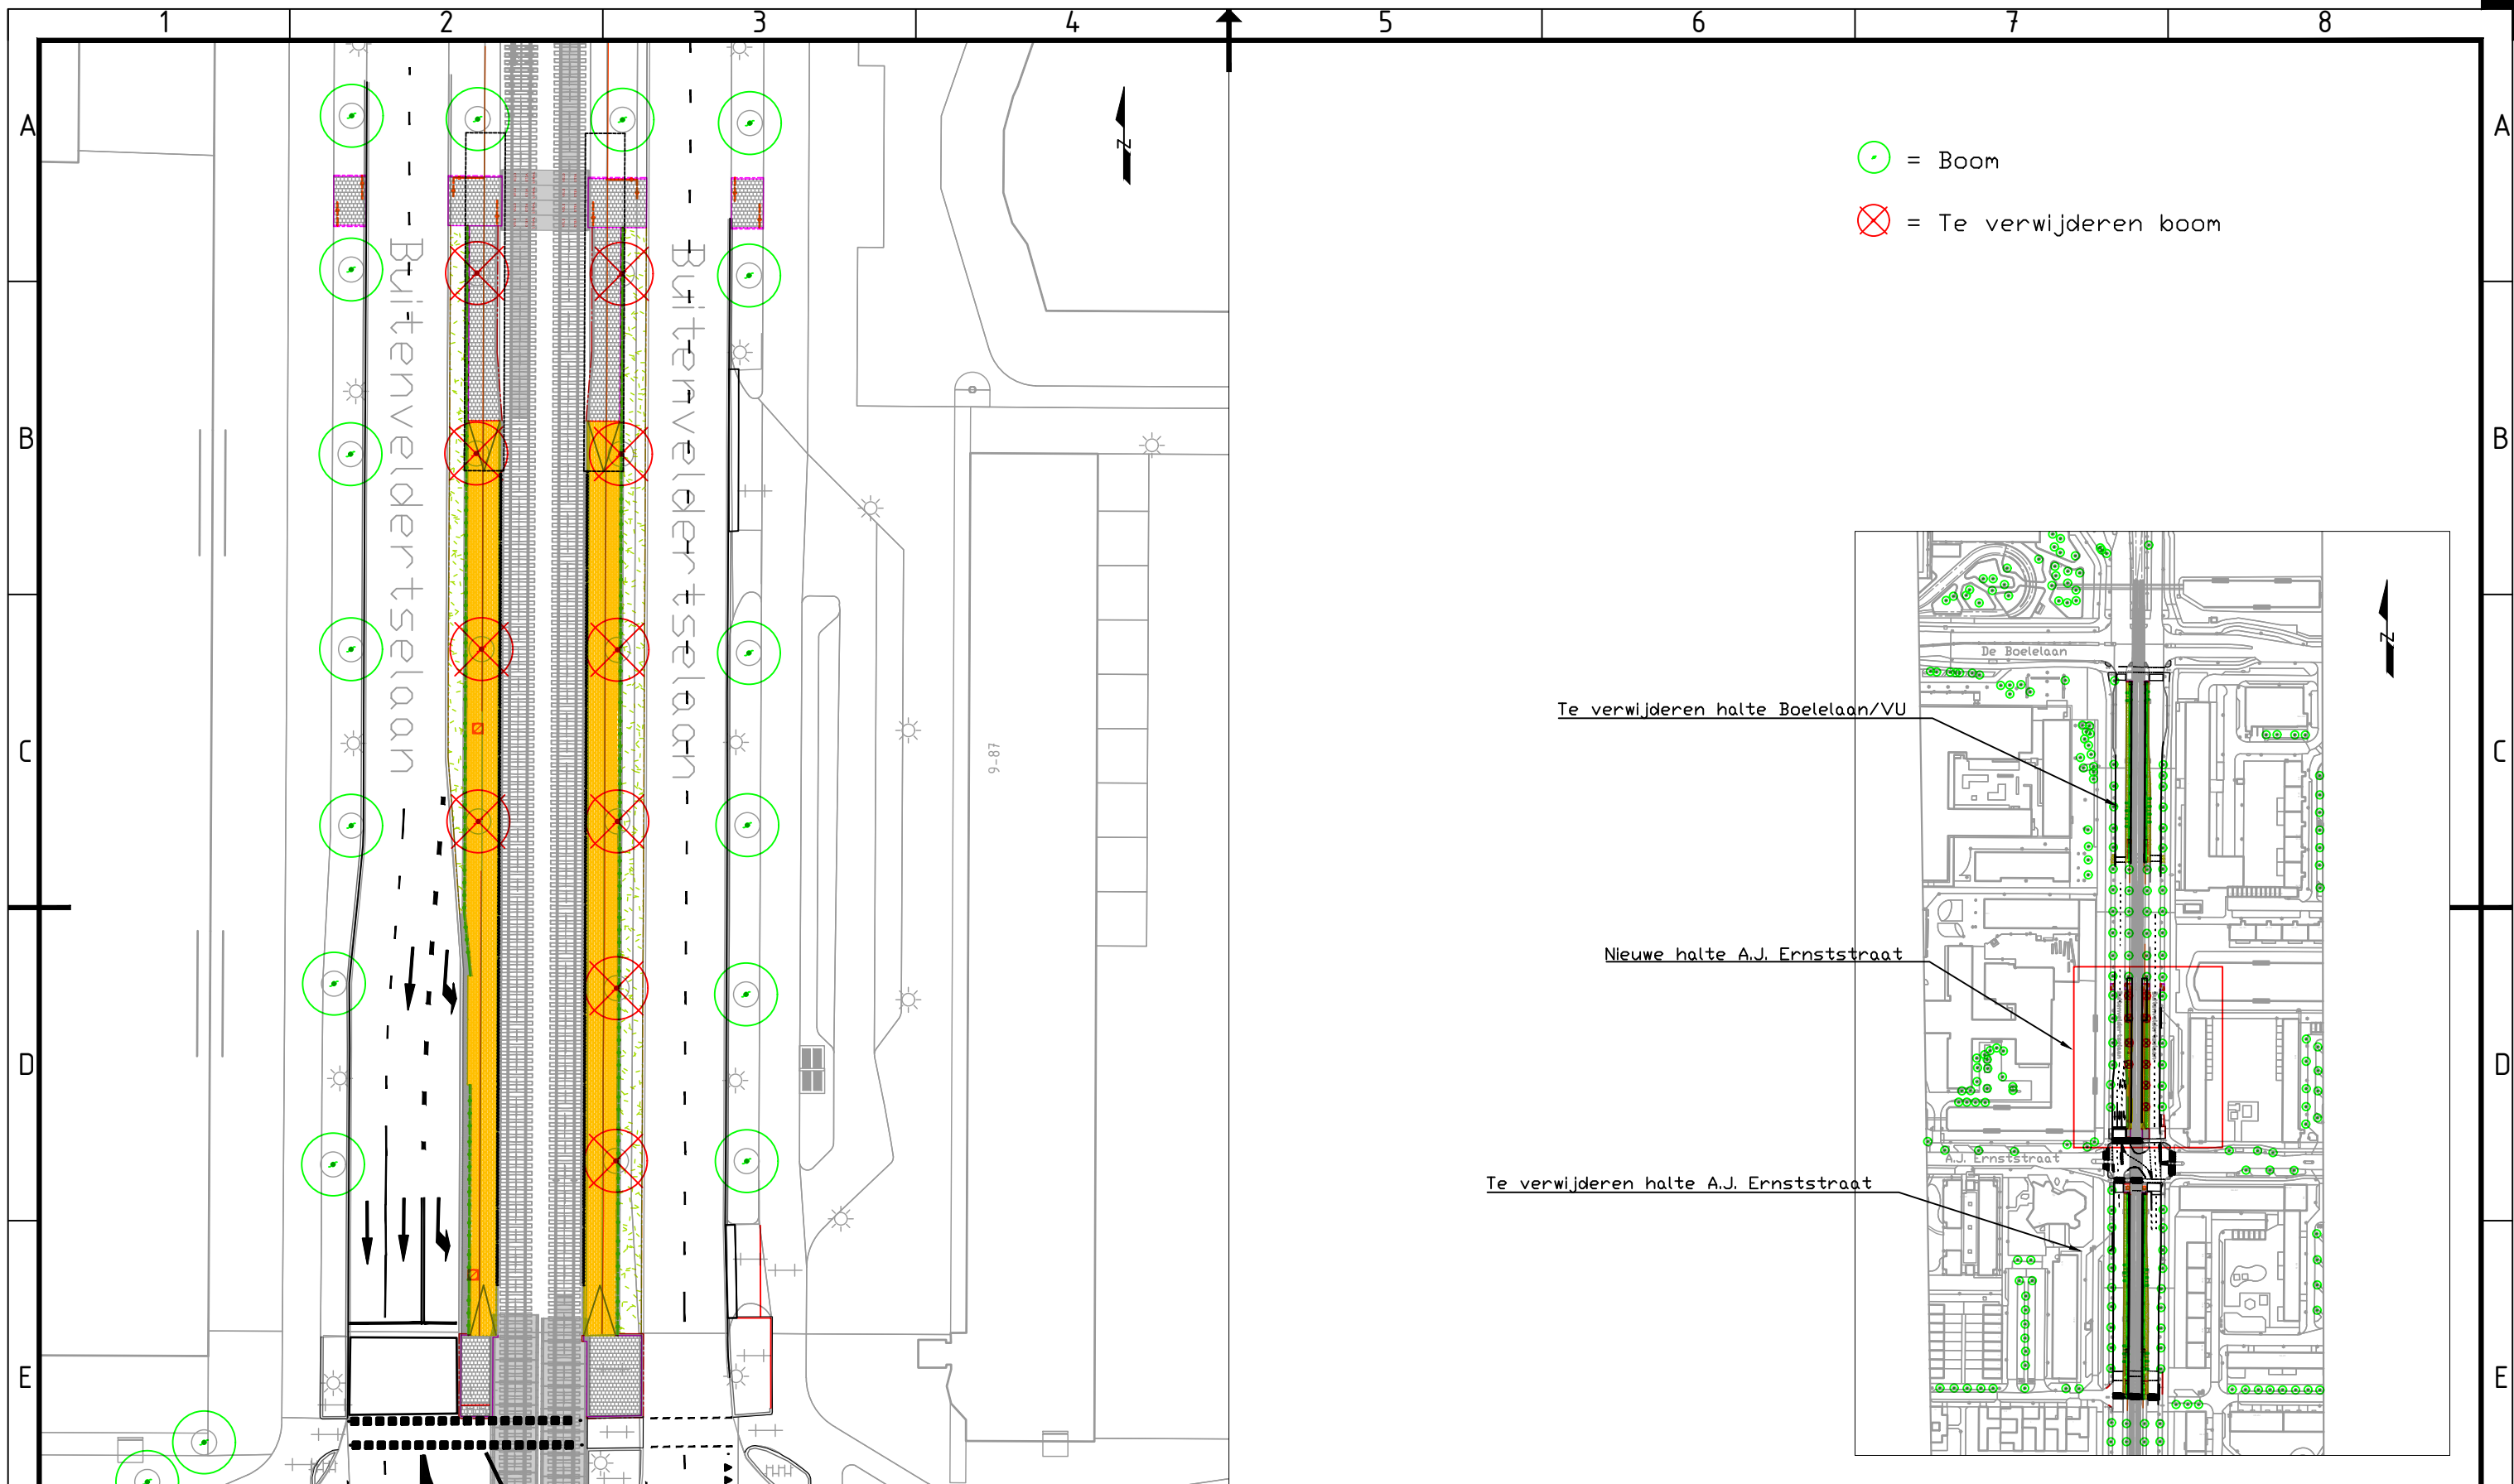 1 2 3 4 5 6 7 8
A A
N
= Boom
= Te verwijderen boom
Buitenveldertselaan Buitenveldertselaan
B B
N
De Boelelaan
Te verwijderen halte Boelelaan/VU
C C
9-87
Nieuwe halte A.J. Ernststraat
D D
A.J. Ernststraat
Te verwijderen halte A.J. Ernststraat
E E